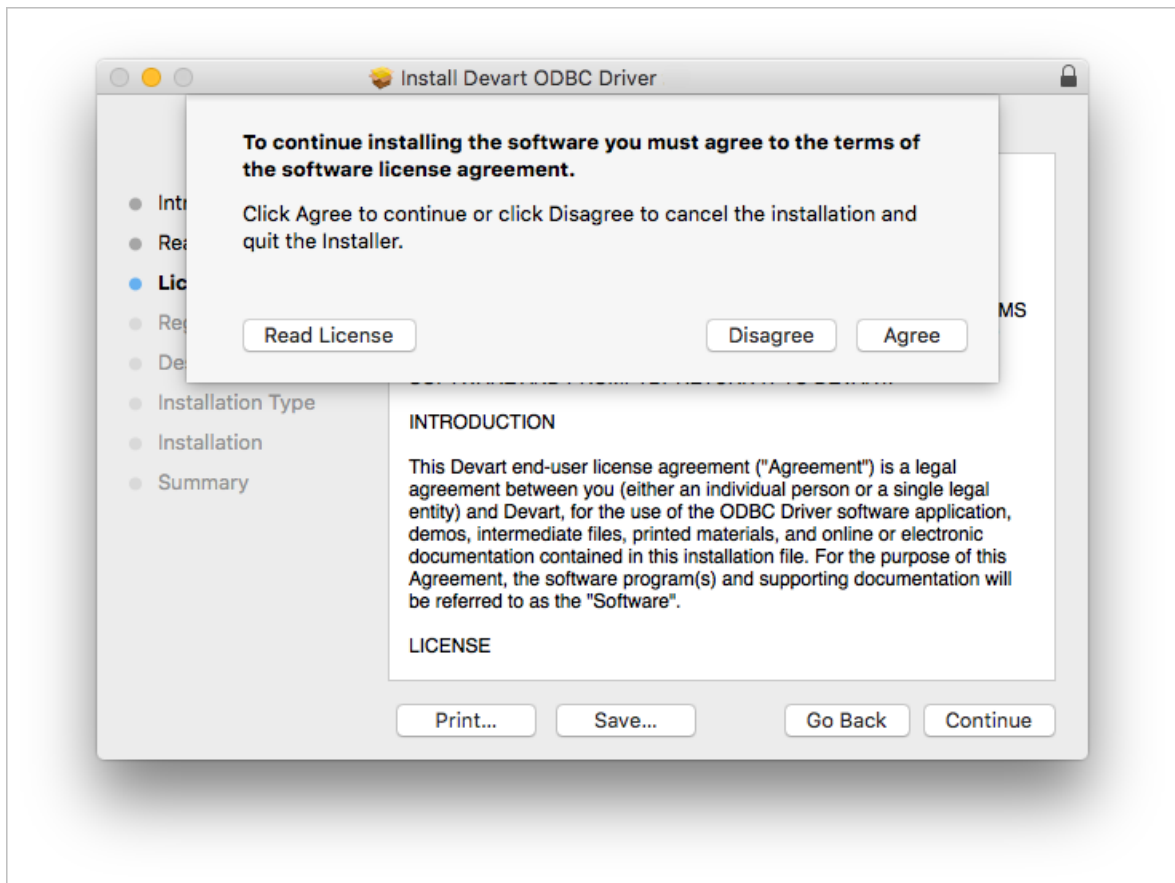 Install Devart ODBC Driver
To continue installing the software you must agree to the terms of
the software license agreement.
Click Agree to continue or click Disagree to cancel the installation and
quit the Installer.
Read License
Disagree
Agree
Installation Type
Installation
Summary
MS
INTRODUCTION
This Devart end-user license agreement ("Agreement") is a legal
agreement between you (either an individual person or a single legal
entity) and Devart, for the use of the ODBC Driver software application,
demos, intermediate files, printed materials, and online or electronic
documentation contained in this installation file. For the purpose of this
Agreement, the software program(s) and supporting documentation will
be referred to as the "Software".
LICENSE
Print...
Save...
Go Back
Continue